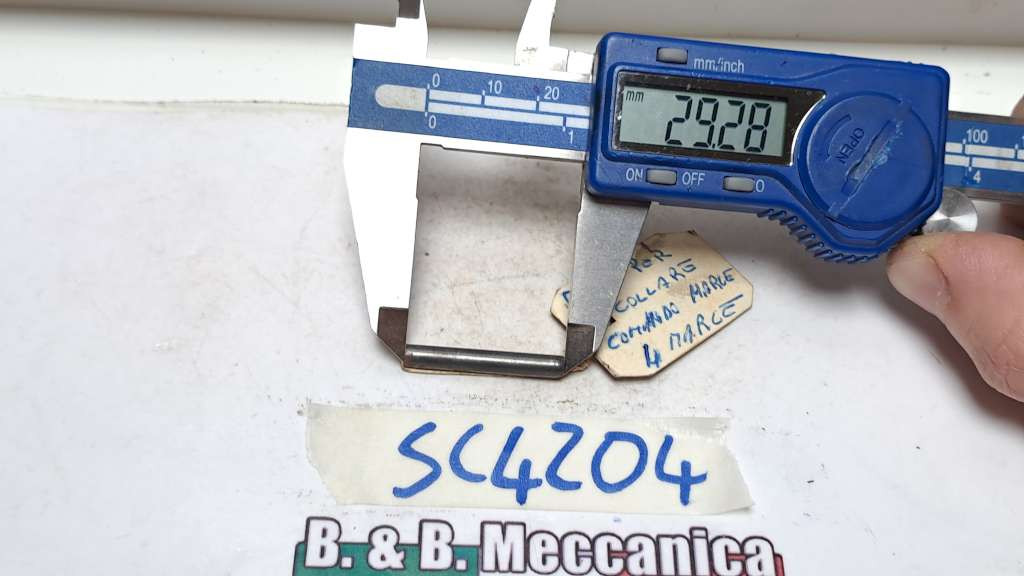 mm/inch
0 10 20
0 1
mm
29.28
OPEN
ON OFF 0
100
4
PER
COLLARE
COMANDO MARCE
4 MARCE
SC4204
B. & B. Meccanica